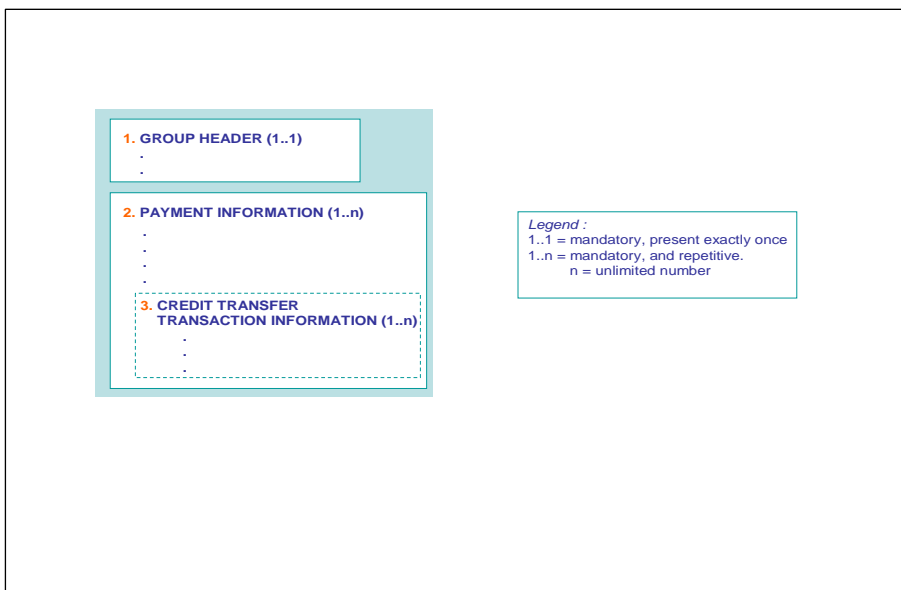 1. GROUP HEADER (1..1)
.
.
2. PAYMENT INFORMATION (1..n)
.
.
.
.
3. CREDIT TRANSFER
TRANSACTION INFORMATION (1..n)
.
.
.
Legend :
1..1 = mandatory, present exactly once
1..n = mandatory, and repetitive.
n = unlimited number